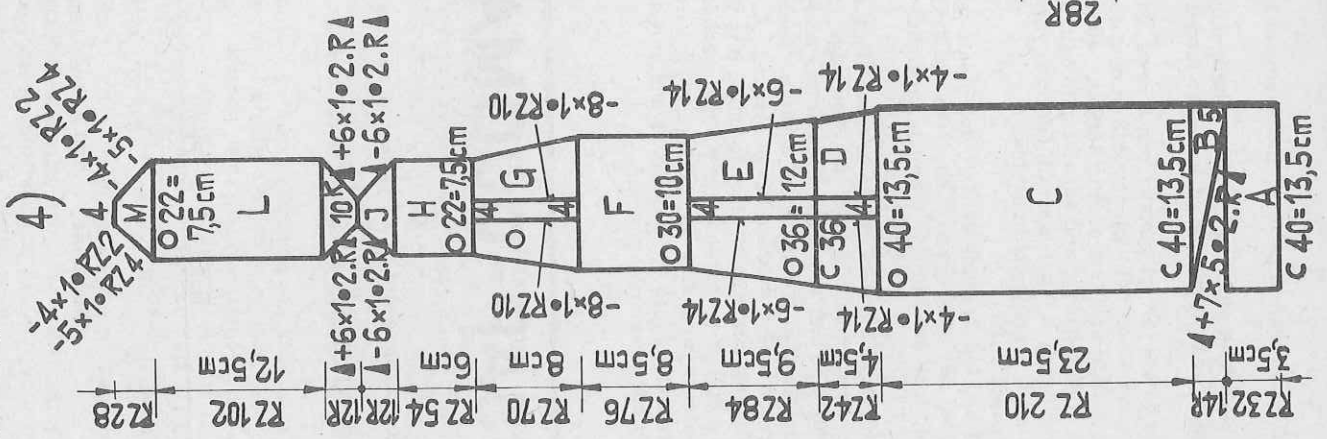 4)
-4×1•RZ2
-5×1•RZ4
4
-4×1•RZ2
-5×1•RZ4
M
O 22=
7,5cm
L
10R
+6×1•2.R
-6×1•2.R
+6×1•2.R
-6×1•2.R
J
H
O 22=7,5cm
4
O
G
4
-8×1•RZ10
-8×1•RZ10
F
O 30=10cm
4
E
-6×1•RZ14
-6×1•RZ14
O 36 = 12cm
C 36
D
4
-4×1•RZ14
-4×1•RZ14
O 40=13,5cm
C
C 40=13,5cm
B 5
+7×5•2.R
2.R
A
C 40=13,5cm
RZ28
RZ102
12,5cm
12R
12R
RZ54
6cm
RZ70
8cm
RZ76
8,5cm
RZ84
9,5cm
RZ42
4,5cm
RZ 210
23,5cm
14R
RZ32
3,5cm
28R